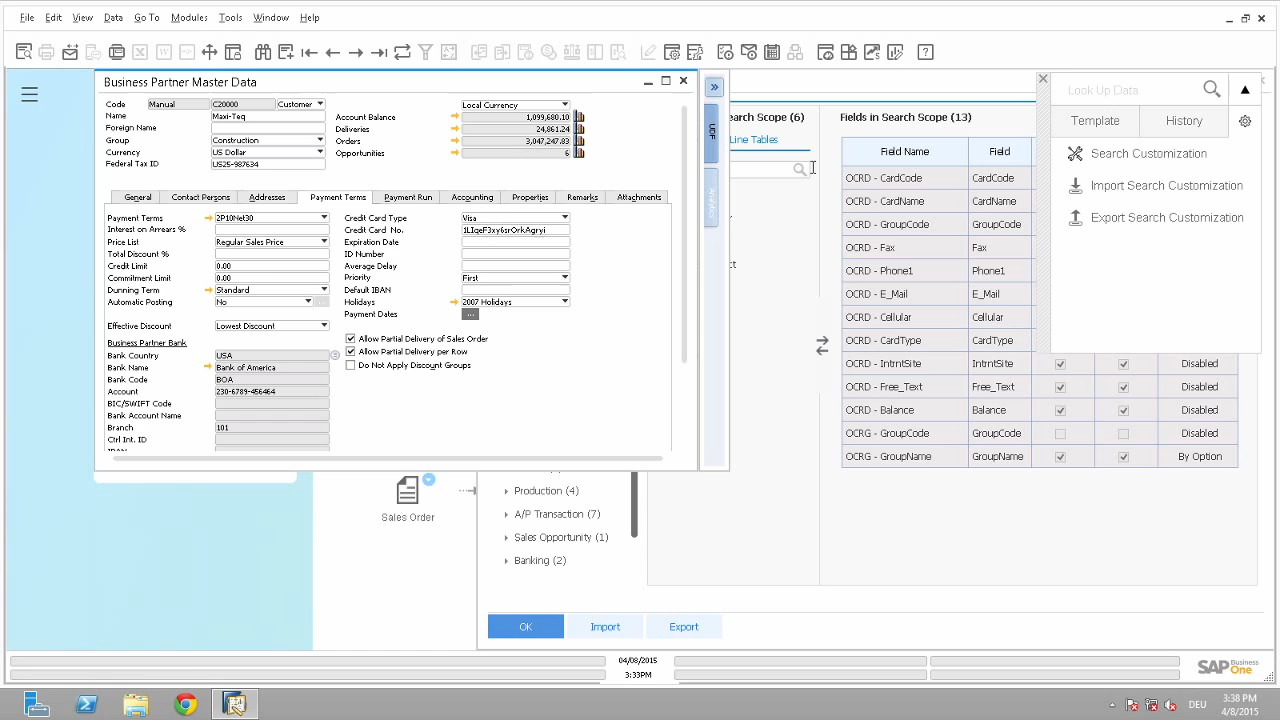 File Edit View Data Go To Modules Tools Window Help
Business Partner Master Data
Code Manual C20000 Customer
Name Maxi-Teq
Foreign Name
Group Construction
Currency US Dollar
Federal Tax ID US25-987634
Local Currency
Account Balance 1,099,680.10
Deliveries 24,861.24
Orders 3,047,247.83
Opportunities 6
General Contact Persons Addresses Payment Terms Payment Run Accounting Properties Remarks Attachments
Payment Terms 2P10Net30
Interest on Arrears %
Price List Regular Sales Price
Total Discount %
Credit Limit 0.00
Commitment Limit 0.00
Dunning Term Standard
Automatic Posting No
Effective Discount Lowest Discount
Business Partner Bank
Bank Country USA
Bank Name Bank of America
Bank Code BOA
Account 230-6789-456464
BIC/SWIFT Code
Bank Account Name
Branch 101
Ctrl Int. ID
IBAN
Credit Card Type Visa
Credit Card No. 1LIqeF3xy6srOrkAgryi
Expiration Date
ID Number
Average Delay
Priority First
Default IBAN
Holidays 2007 Holidays
Payment Dates ...
Allow Partial Delivery of Sales Order
Allow Partial Delivery per Row
Do Not Apply Discount Groups
UDF
earch Scope (6)
Line Tables
ct
Fields in Search Scope (13)
Field Name Field
OCRD - CardCode CardCode
OCRD - CardName CardName
OCRD - GroupCode GroupCode
OCRD - Fax Fax
OCRD - Phone1 Phone1
OCRD - E_Mail E_Mail
OCRD - Cellular Cellular
OCRD - CardType CardType
OCRD - IntrntSite IntrntSite Disabled
OCRD - Free_Text Free_Text Disabled
OCRD - Balance Balance Disabled
OCRG - GroupCode GroupCode Disabled
OCRG - GroupName GroupName By Option
Look Up Data
Template History
Search Customization
Import Search Customization
Export Search Customization
Sales Order
Production (4)
A/P Transaction (7)
Sales Opportunity (1)
Banking (2)
OK Import Export
04/08/2015
3:33PM
SAP Business One
DEU
3:38 PM
4/8/2015